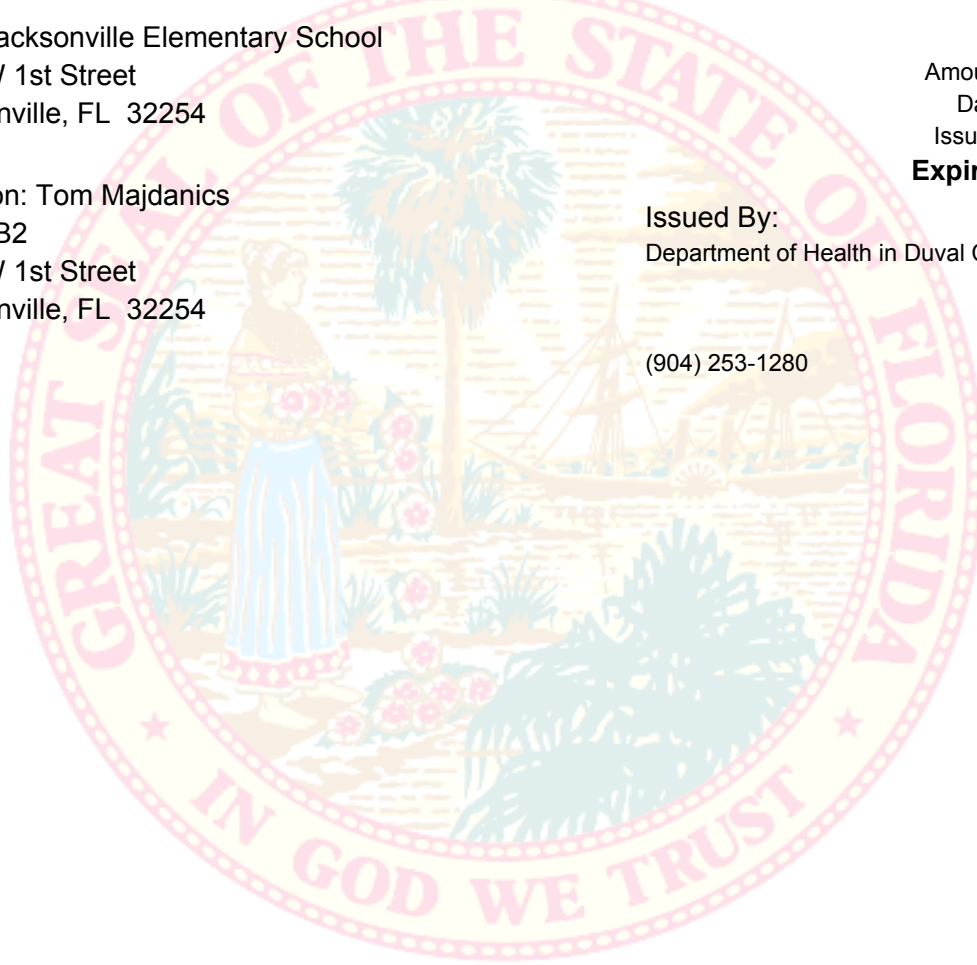 acksonville Elementary School
1st Street
nville, FL 32254
on: Tom Majdanics
B2
1st Street
nville, FL 32254
Amou
Da
Issu
Expir
Issued By:
Department of Health in Duval C
(904) 253-1280
GREAT SEAL OF THE STATE OF FLORIDA
IN GOD WE TRUST